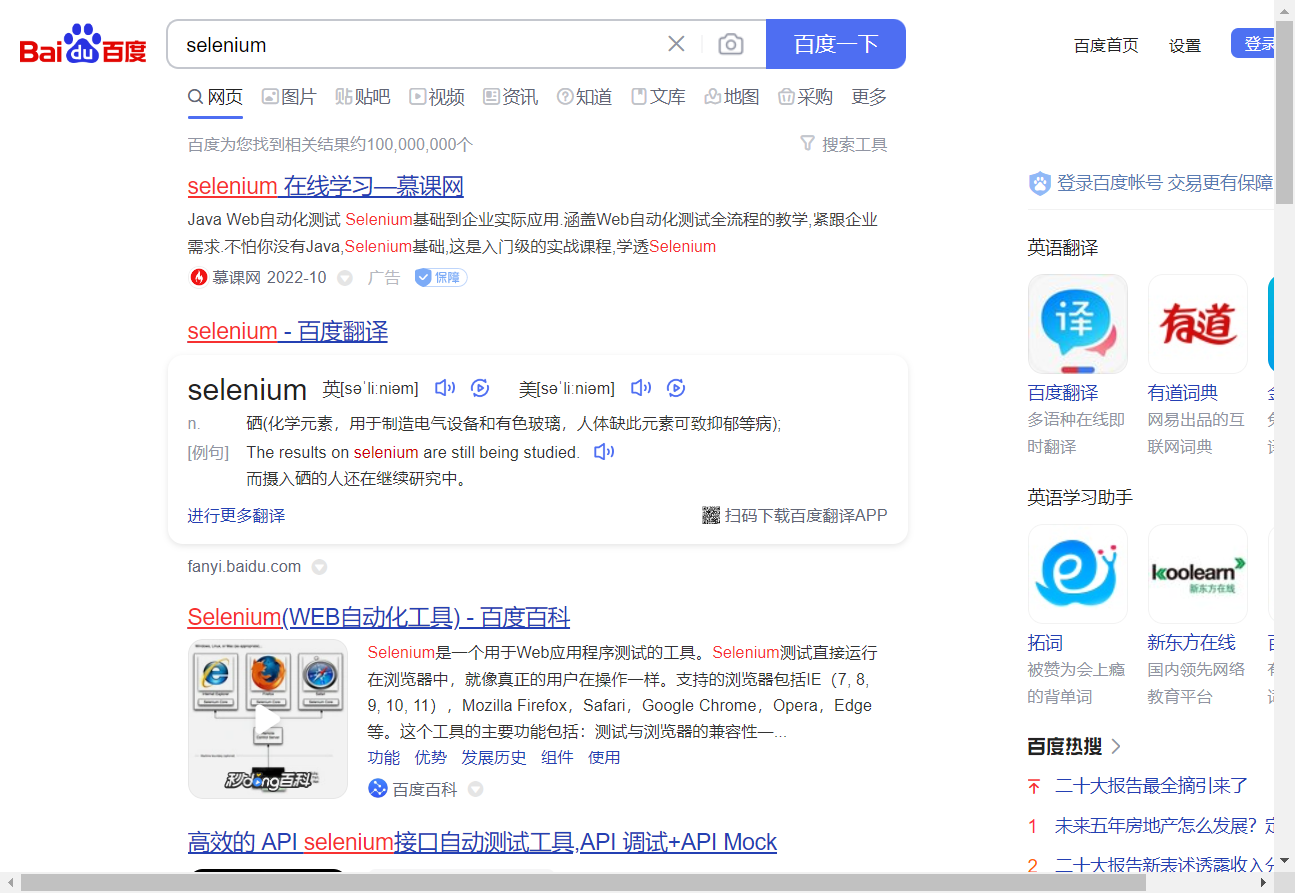 Bai du 百度
selenium
百度一下
百度首页 设置 登录
网页 图片 贴吧 视频 资讯 知道 文库 地图 采购 更多
百度为您找到相关结果约100,000,000个
搜索工具
selenium 在线学习—慕课网
Java Web自动化测试 Selenium基础到企业实际应用.涵盖Web自动化测试全流程的教学,紧跟企业
需求.不怕你没有Java,Selenium基础,这是入门级的实战课程,学透Selenium
慕课网 2022-10 广告 保障
selenium - 百度翻译
selenium 英[səˈliːniəm] 美[səˈliːniəm]
n. 硒(化学元素，用于制造电气设备和有色玻璃，人体缺此元素可致抑郁等病);
[例句] The results on selenium are still being studied.
而摄入硒的人还在继续研究中。
进行更多翻译
扫码下载百度翻译APP
fanyi.baidu.com
Selenium(WEB自动化工具) - 百度百科
Selenium是一个用于Web应用程序测试的工具。Selenium测试直接运行
在浏览器中，就像真正的用户在操作一样。支持的浏览器包括IE（7, 8,
9, 10, 11），Mozilla Firefox，Safari，Google Chrome，Opera，Edge
等。这个工具的主要功能包括：测试与浏览器的兼容性—...
功能 优势 发展历史 组件 使用
秒dong百科
百度百科
高效的 API selenium接口自动测试工具,API 调试+API Mock
登录百度帐号 交易更有保障
英语翻译
译
有道
百度翻译 有道词典
多语种在线即 网易出品的互
时翻译 联网词典
英语学习助手
koolearn
新东方在线
拓词 新东方在线
被赞为会上瘾 国内领先网络
的背单词 教育平台
百度热搜
二十大报告最全摘引来了
1 未来五年房地产怎么发展？定
2 二十大报告新表述透露收入分